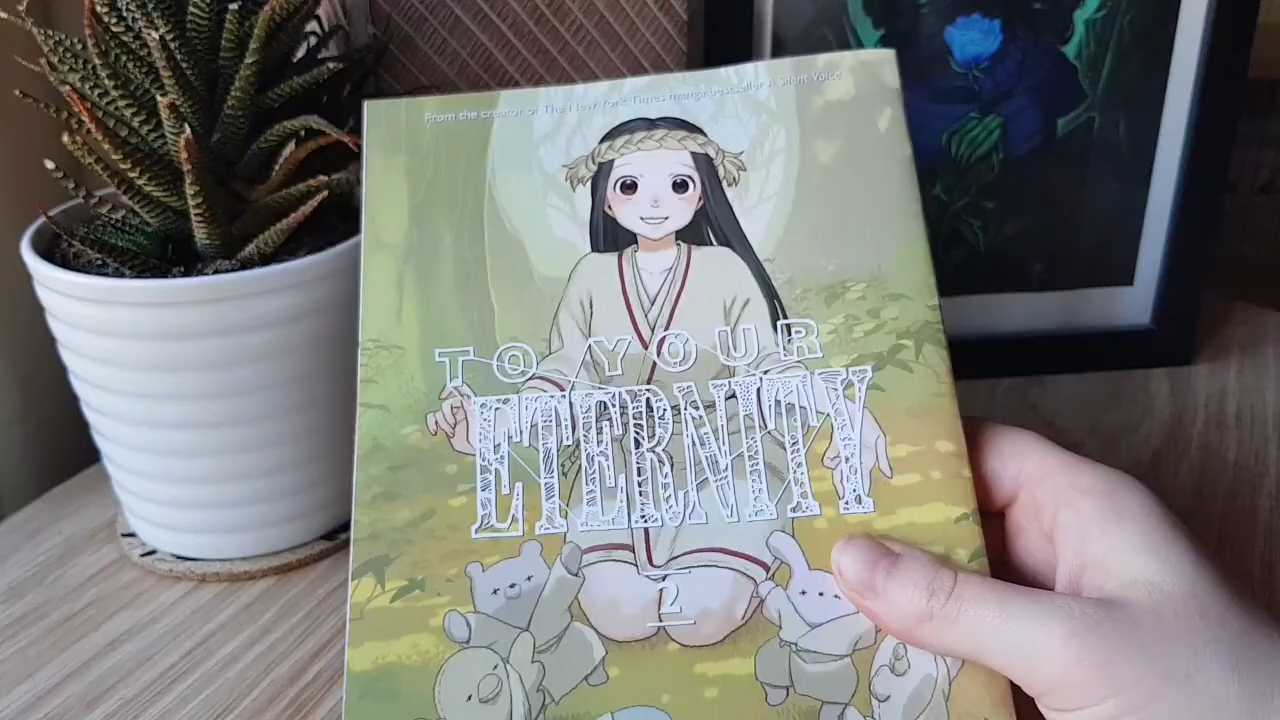 From the creator of The New York Times manga bestseller A Silent Voice
TO YOUR
ETERNITY
2